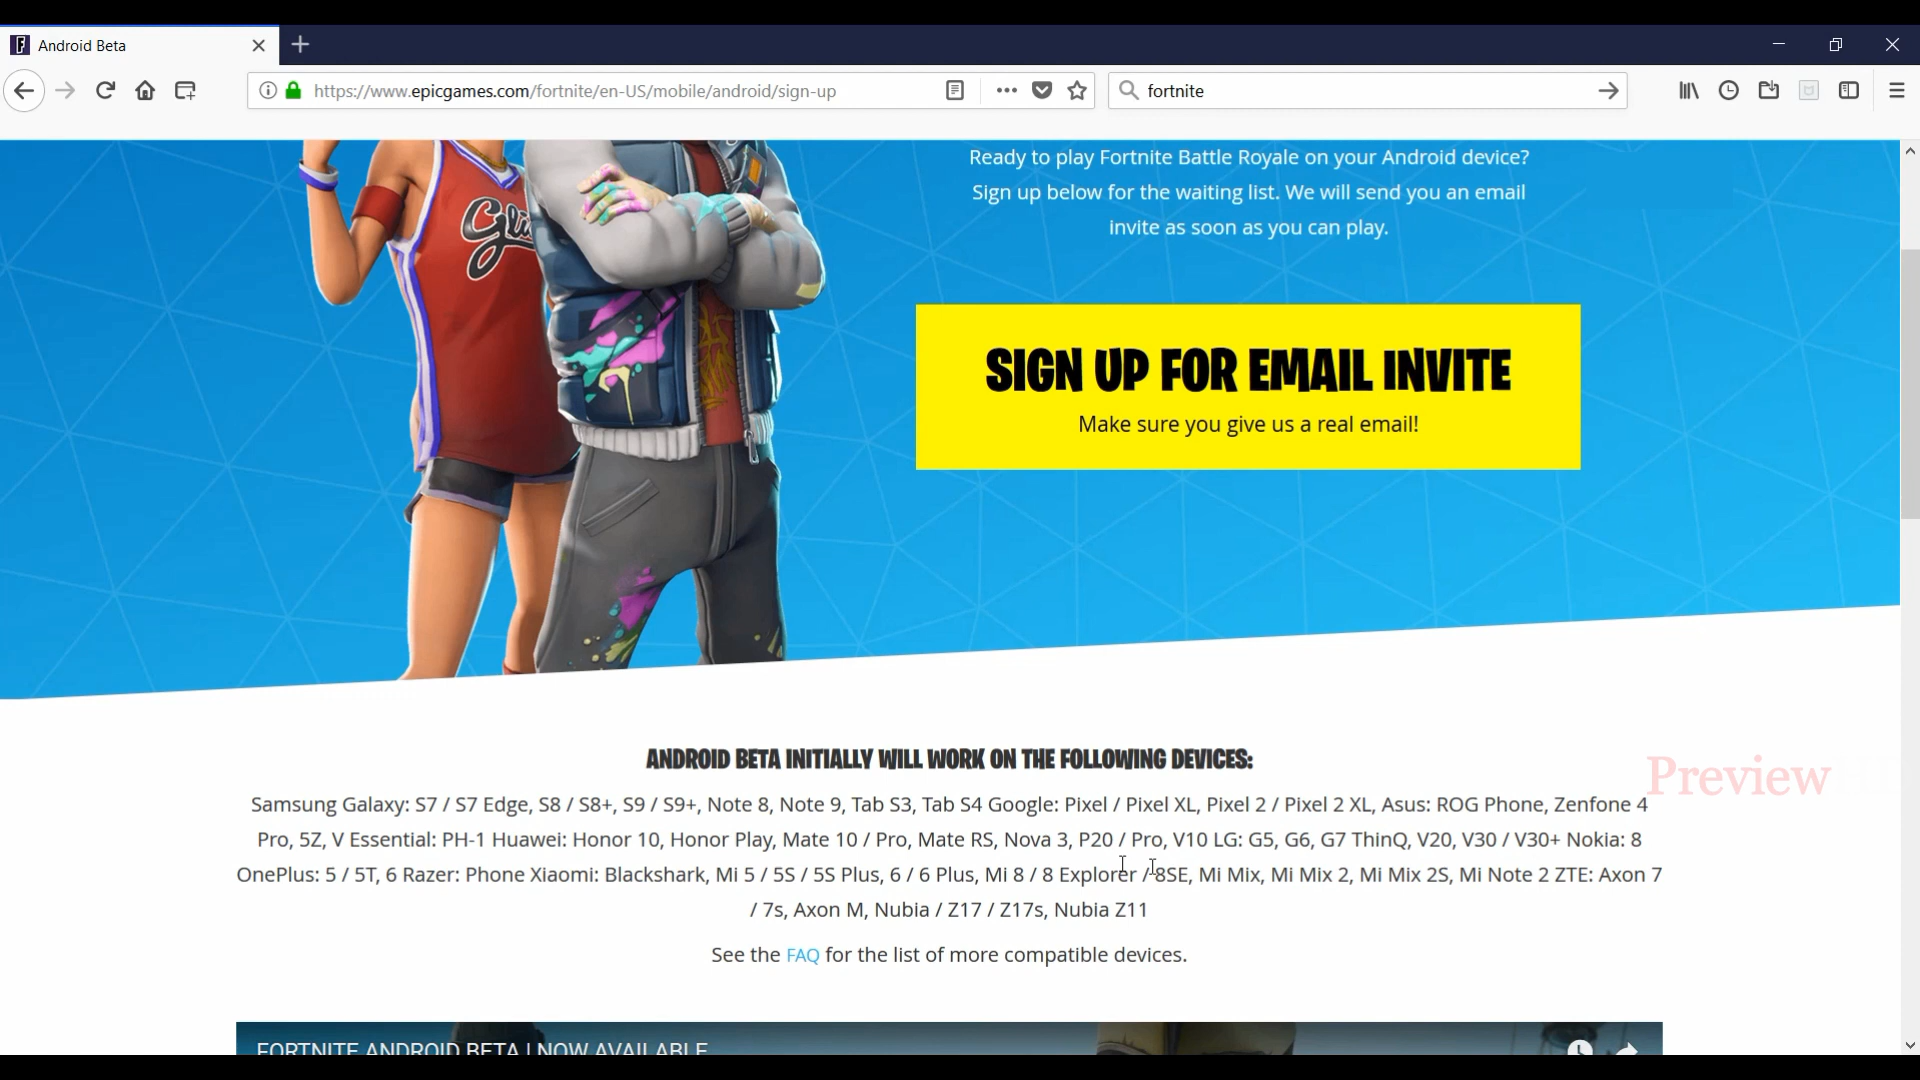 Android Beta
https://www.epicgames.com/fortnite/en-US/mobile/android/sign-up
fortnite
Ready to play Fortnite Battle Royale on your Android device?
Sign up below for the waiting list. We will send you an email
invite as soon as you can play.
SIGN UP FOR EMAIL INVITE
Make sure you give us a real email!
ANDROID BETA INITIALLY WILL WORK ON THE FOLLOWING DEVICES:
Preview
Samsung Galaxy: S7 / S7 Edge, S8 / S8+, S9 / S9+, Note 8, Note 9, Tab S3, Tab S4 Google: Pixel / Pixel XL, Pixel 2 / Pixel 2 XL, Asus: ROG Phone, Zenfone 4
Pro, 5Z, V Essential: PH-1 Huawei: Honor 10, Honor Play, Mate 10 / Pro, Mate RS, Nova 3, P20 / Pro, V10 LG: G5, G6, G7 ThinQ, V20, V30 / V30+ Nokia: 8
OnePlus: 5 / 5T, 6 Razer: Phone Xiaomi: Blackshark, Mi 5 / 5S / 5S Plus, 6 / 6 Plus, Mi 8 / 8 Explorer / 8SE, Mi Mix, Mi Mix 2, Mi Mix 2S, Mi Note 2 ZTE: Axon 7
/ 7s, Axon M, Nubia / Z17 / Z17s, Nubia Z11
See the FAQ for the list of more compatible devices.
FORTNITE ANDROID BETA | NOW AVAILABLE